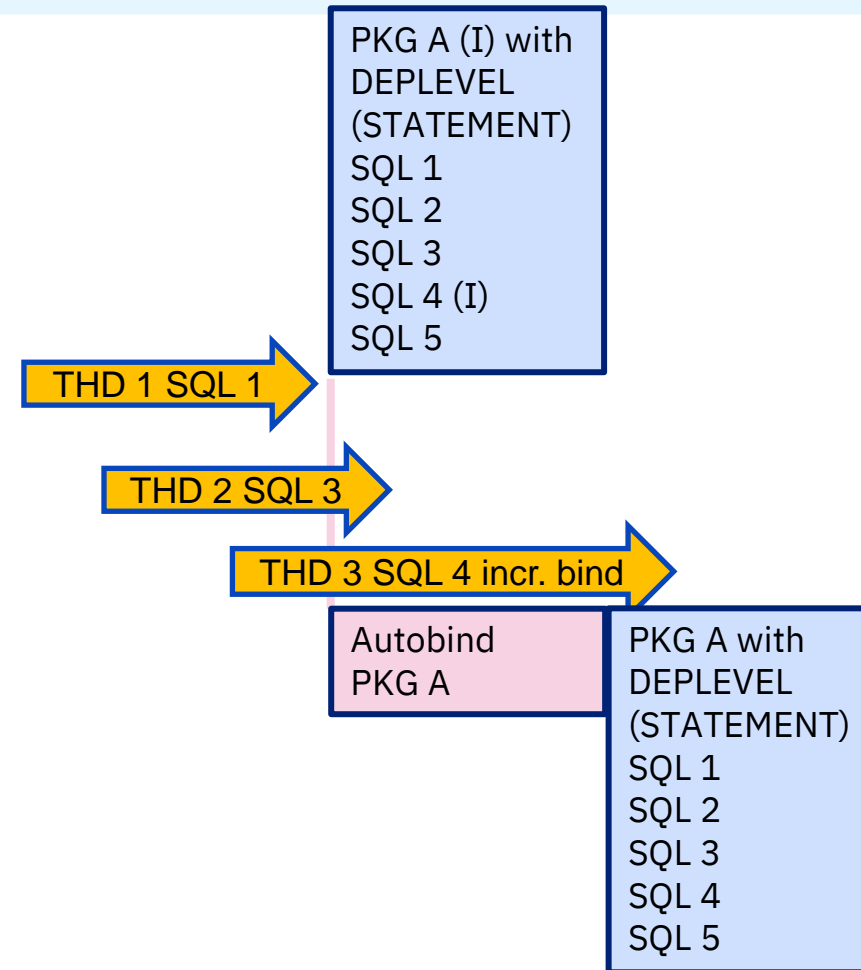 PKG A (I) with
DEPLEVEL
(STATEMENT)
SQL 1
SQL 2
SQL 3
SQL 4 (I)
SQL 5
THD 1 SQL 1
THD 2 SQL 3
THD 3 SQL 4 incr. bind
Autobind
PKG A
PKG A with
DEPLEVEL
(STATEMENT)
SQL 1
SQL 2
SQL 3
SQL 4
SQL 5